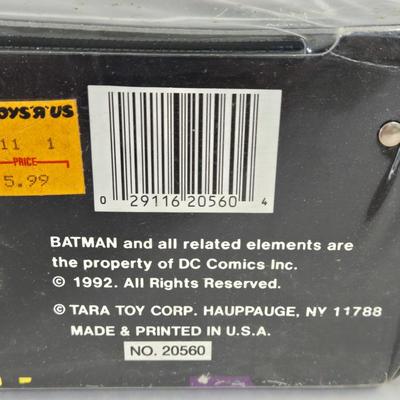 OYS "R" US
11 1
PRICE
5.99
0 29116 20560 4
BATMAN and all related elements are
the property of DC Comics Inc.
© 1992. All Rights Reserved.
© TARA TOY CORP. HAUPPAUGE, NY 11788
MADE & PRINTED IN U.S.A.
NO. 20560